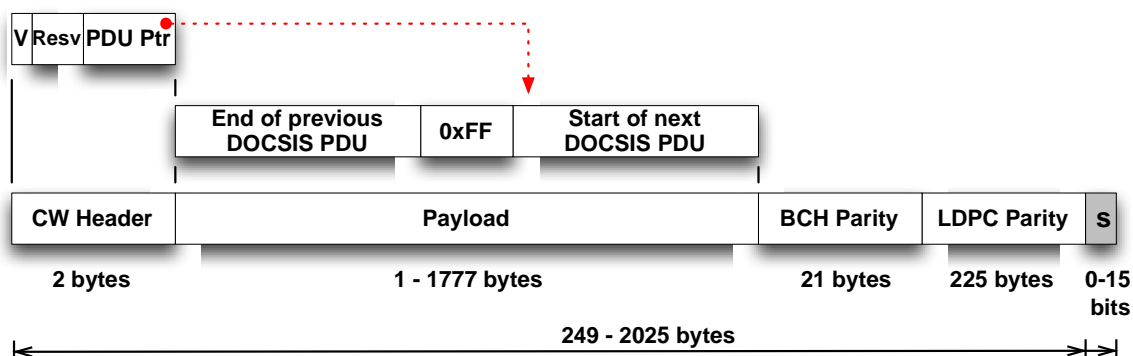 V Resv PDU Ptr
End of previous
DOCSIS PDU
0xFF
Start of next
DOCSIS PDU
CW Header
Payload
BCH Parity
LDPC Parity
S
2 bytes
1 - 1777 bytes
21 bytes
225 bytes
0-15
bits
249 - 2025 bytes